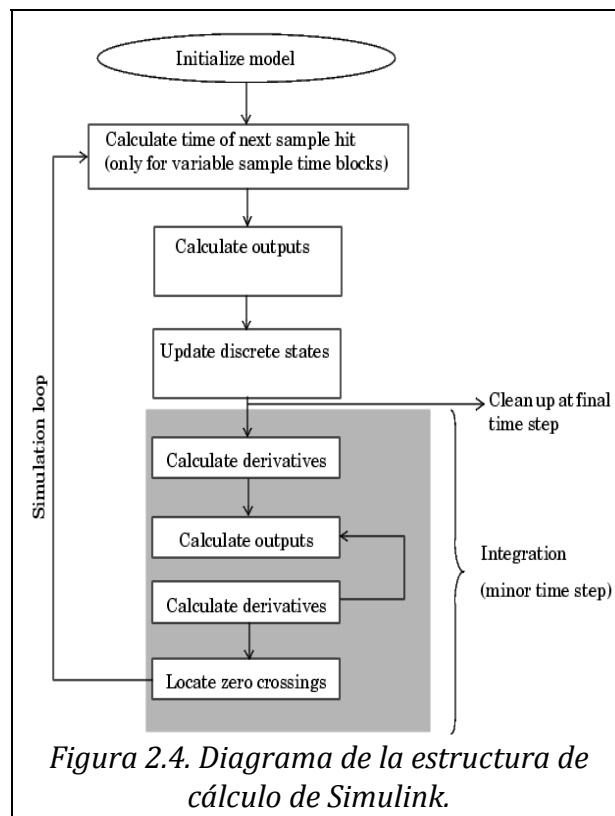 Initialize model
Calculate time of next sample hit
(only for variable sample time blocks)
Calculate outputs
Update discrete states
Clean up at final
time step
Simulation loop
Calculate derivatives
Calculate outputs
Integration
(minor time step)
Calculate derivatives
Locate zero crossings
Figura 2.4. Diagrama de la estructura de
cálculo de Simulink.